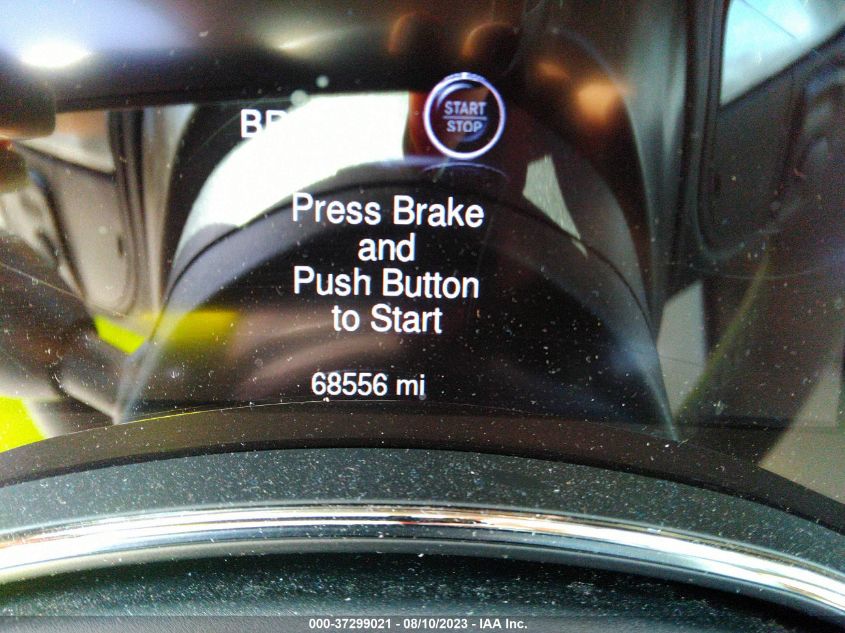 START
STOP
Press Brake
and
Push Button
to Start
68556 mi
000-37299021 - 08/10/2023 - IAA, Inc.